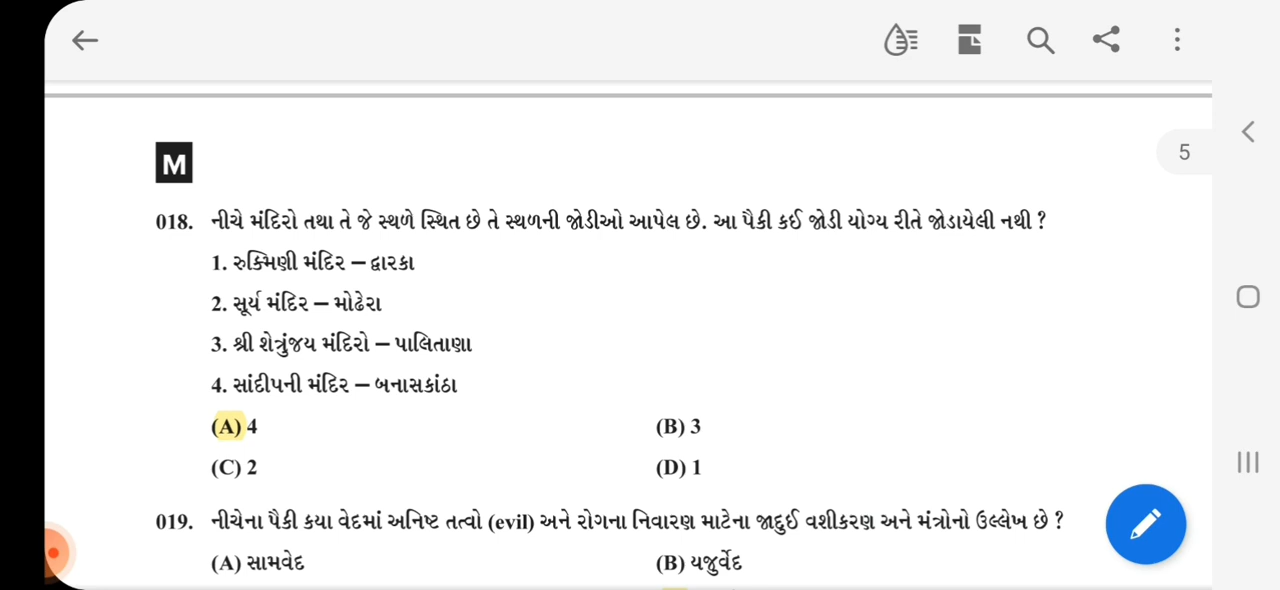 5
M
018. નીચે મંદિરો તથા તે જે સ્થળે સ્થિત છે તે સ્થળની જોડીઓ આપેલ છે. આ પૈકી કઈ જોડી યોગ્ય રીતે જોડાયેલી નથી ?
1. રુક્મિણી મંદિર – દ્વારકા
2. સૂર્ય મંદિર – મોઢેરા
3. શ્રી શેત્રુંજય મંદિરો – પાલિતાણા
4. સાંદીપની મંદિર – બનાસકાંઠા
(A) 4 (B) 3
(C) 2 (D) 1
019. નીચેના પૈકી કયા વેદમાં અનિષ્ટ તત્વો (evil) અને રોગના નિવારણ માટેના જાદુઈ વશીકરણ અને મંત્રોનો ઉલ્લેખ છે ?
(A) સામવેદ (B) યજુર્વેદ